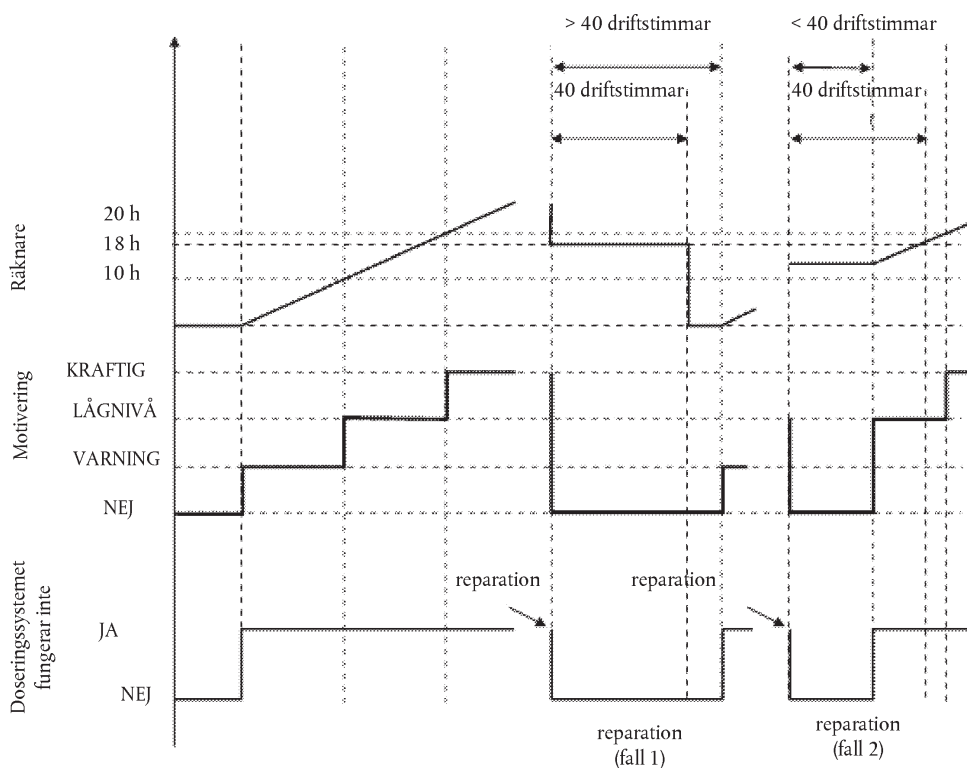 > 40 driftstimmar
< 40 driftstimmar
40 driftstimmar
40 driftstimmar
Räknare
20 h
18 h
10 h
Motivering
KRAFTIG
LÅGNIVÅ
VARNING
NEJ
Doseringssystemet
fungerar inte
JA
NEJ
reparation
reparation
reparation
(fall 1)
reparation
(fall 2)